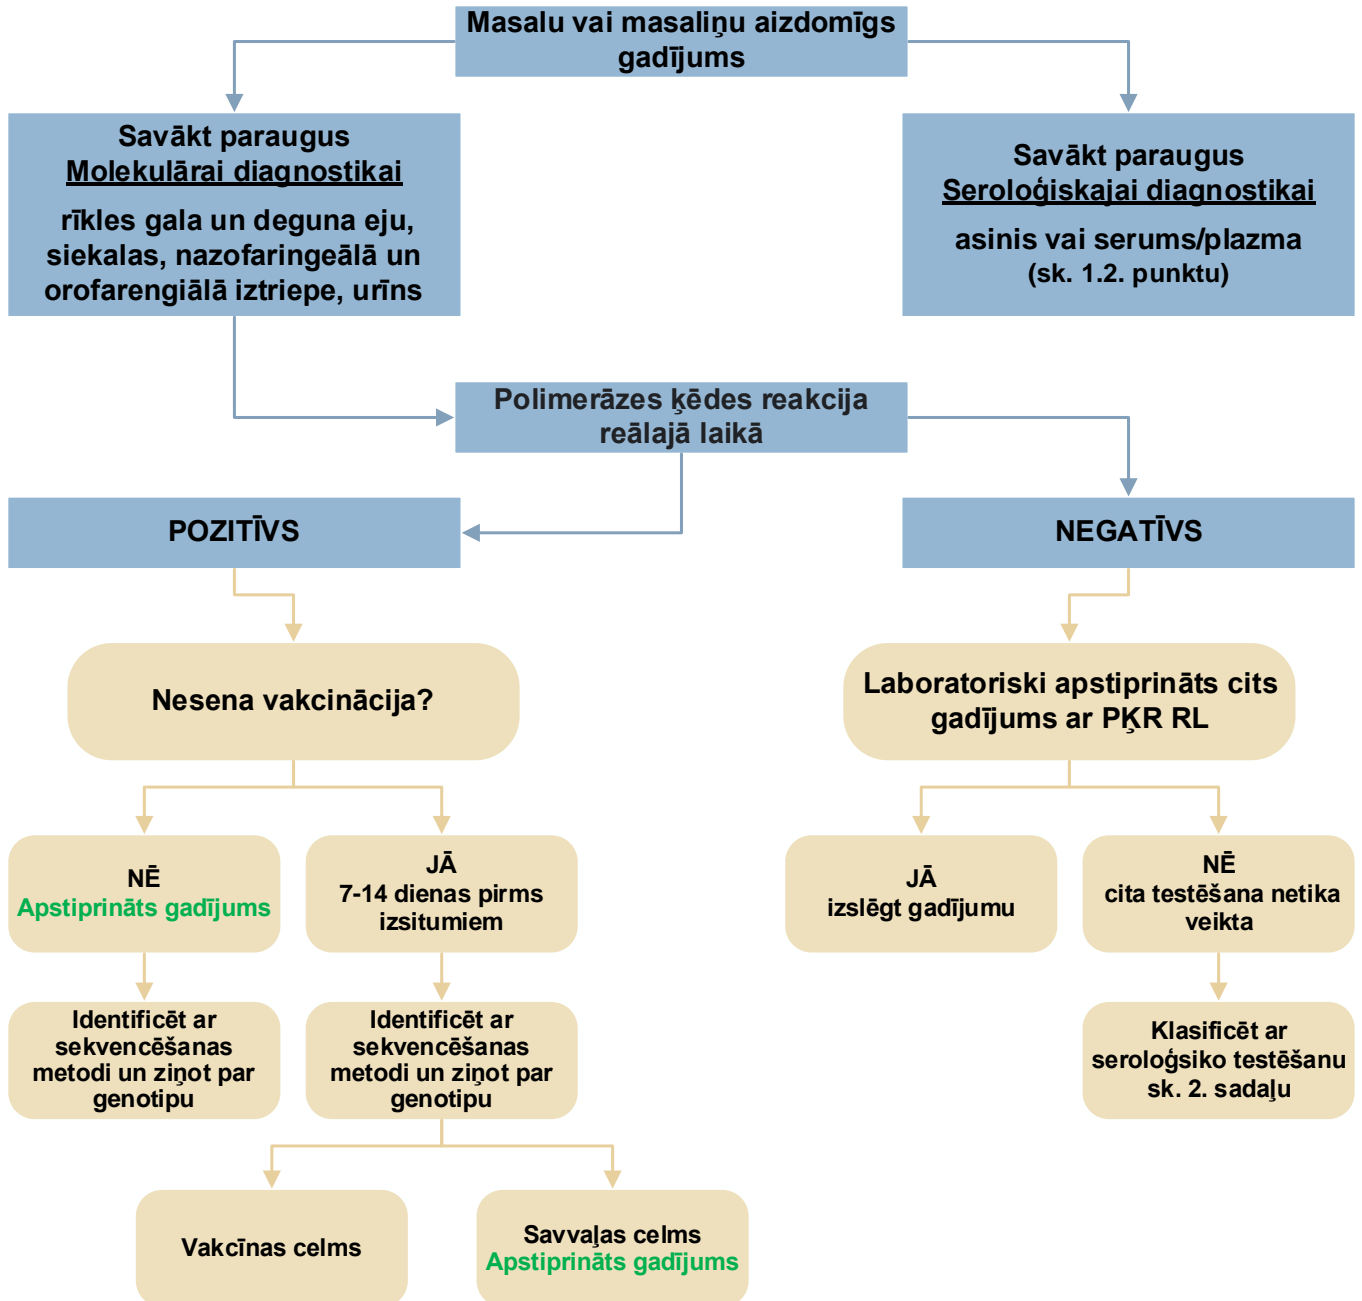 Masalu vai masaliņu aizdomīgs
gadījums
Savākt paraugus
Molekulārai diagnostikai
rīkles gala un deguna eju,
siekalas, nazofaringeālā un
orofarengiālā iztriepe, urīns
Savākt paraugus
Seroloģiskajai diagnostikai
asinis vai serums/plazma
(sk. 1.2. punktu)
Polimerāzes ķēdes reakcija
reālajā laikā
POZITĪVS
NEGATĪVS
Nesena vakcinācija?
Laboratoriski apstiprināts cits
gadījums ar PĶR RL
NĒ
Apstiprināts gadījums
JĀ
7-14 dienas pirms
izsitumiem
JĀ
izslēgt gadījumu
NĒ
cita testēšana netika
veikta
Identificēt ar
sekvencēšanas
metodi un ziņot par
genotipu
Identificēt ar
sekvencēšanas
metodi un ziņot par
genotipu
Klasificēt ar
seroloģsiko testēšanu
sk. 2. sadaļu
Vakcīnas celms
Savvaļas celms
Apstiprināts gadījums